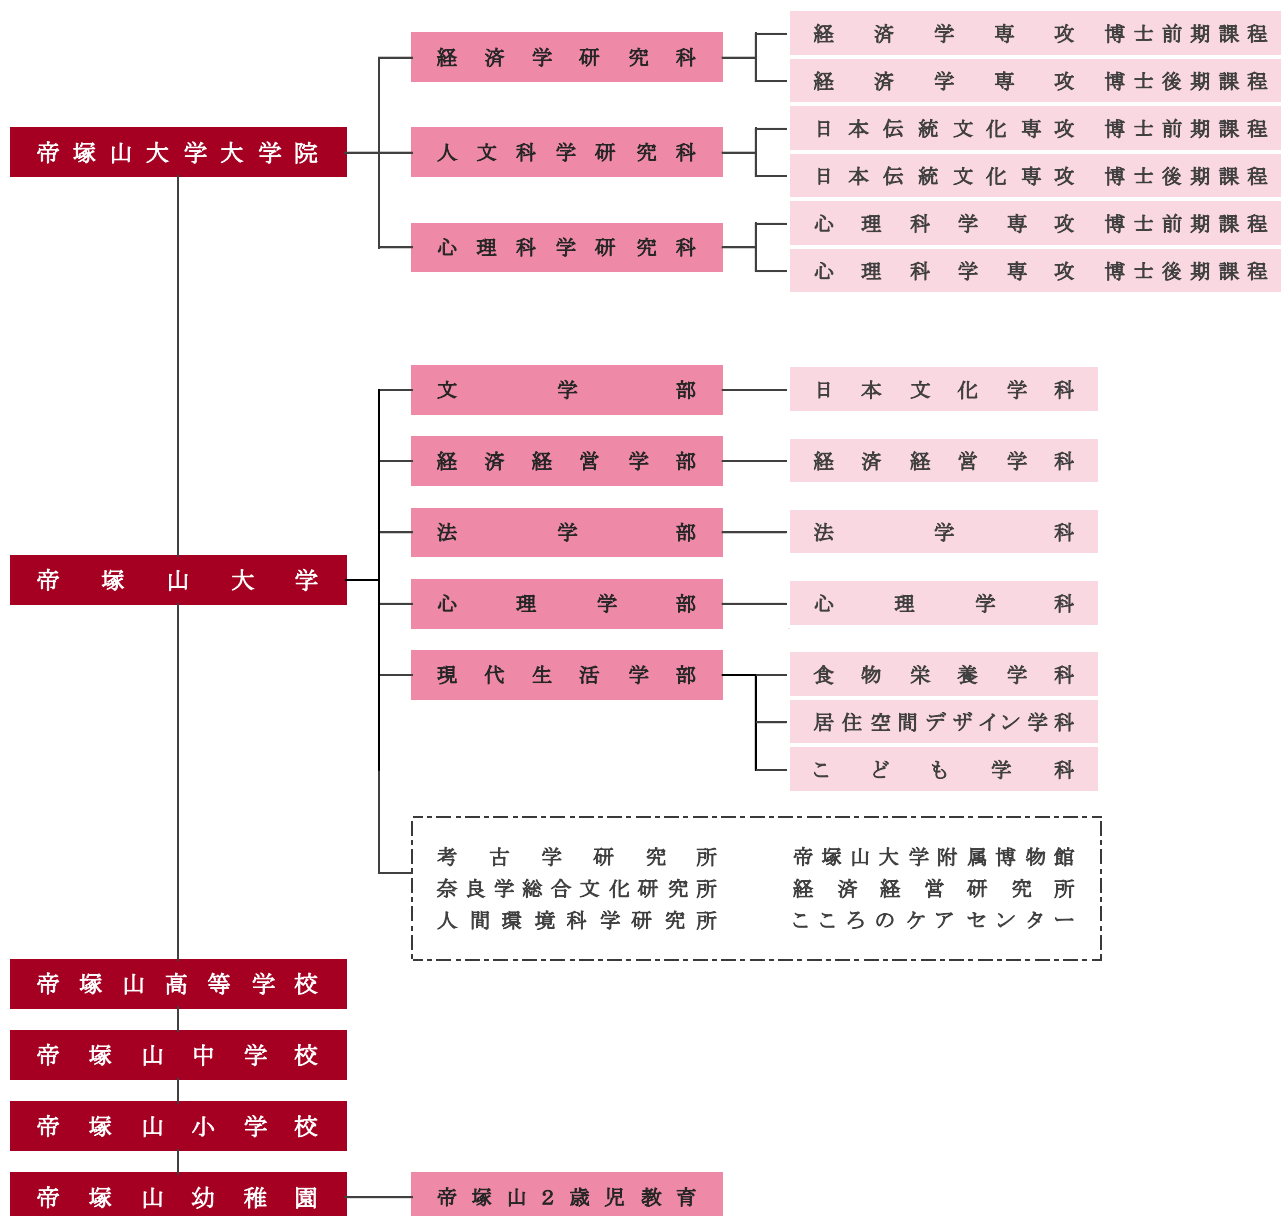 帝塚山大学大学院
経済学研究科
経済学専攻 博士前期課程
経済学専攻 博士後期課程
人文科学研究科
日本伝統文化専攻 博士前期課程
日本伝統文化専攻 博士後期課程
心理科学研究科
心理科学専攻 博士前期課程
心理科学専攻 博士後期課程
帝塚山大学
文学部
日本文化学科
経済経営学部
経済経営学科
法学部
法学科
心理学部
心理学科
現代生活学部
食物栄養学科
居住空間デザイン学科
こども学科
考古学研究所
帝塚山大学附属博物館
奈良学総合文化研究所
経済経営研究所
人間環境科学研究所
こころのケアセンター
帝塚山高等学校
帝塚山中学校
帝塚山小学校
帝塚山幼稚園
帝塚山2歳児教育